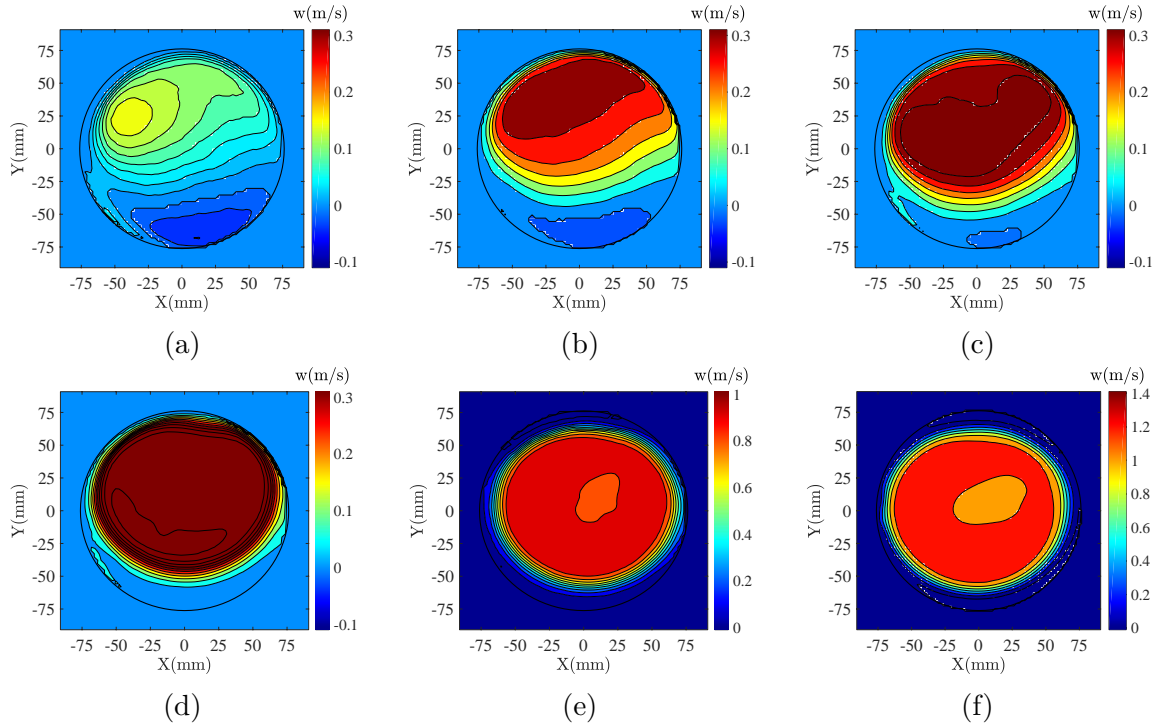 w(m/s) w(m/s) w(m/s)
75 50 25 0 -25 -50 -75 Y(mm) 0.3 0.2 0.1 0 -0.1
75 50 25 0 -25 -50 -75 Y(mm) 0.3 0.2 0.1 0 -0.1
75 50 25 0 -25 -50 -75 Y(mm) 0.3 0.2 0.1 0 -0.1
-75 -50 -25 0 25 50 75 -75 -50 -25 0 25 50 75 -75 -50 -25 0 25 50 75
X(mm) X(mm) X(mm)
(a) (b) (c)
w(m/s) w(m/s) w(m/s)
75 50 25 0 -25 -50 -75 Y(mm) 0.3 0.2 0.1 0 -0.1
75 50 25 0 -25 -50 -75 Y(mm) 1 0.8 0.6 0.4 0.2 0
75 50 25 0 -25 -50 -75 Y(mm) 1.4 1.2 1 0.8 0.6 0.4 0.2 0
-75 -50 -25 0 25 50 75 -75 -50 -25 0 25 50 75 -75 -50 -25 0 25 50 75
X(mm) X(mm) X(mm)
(d) (e) (f)